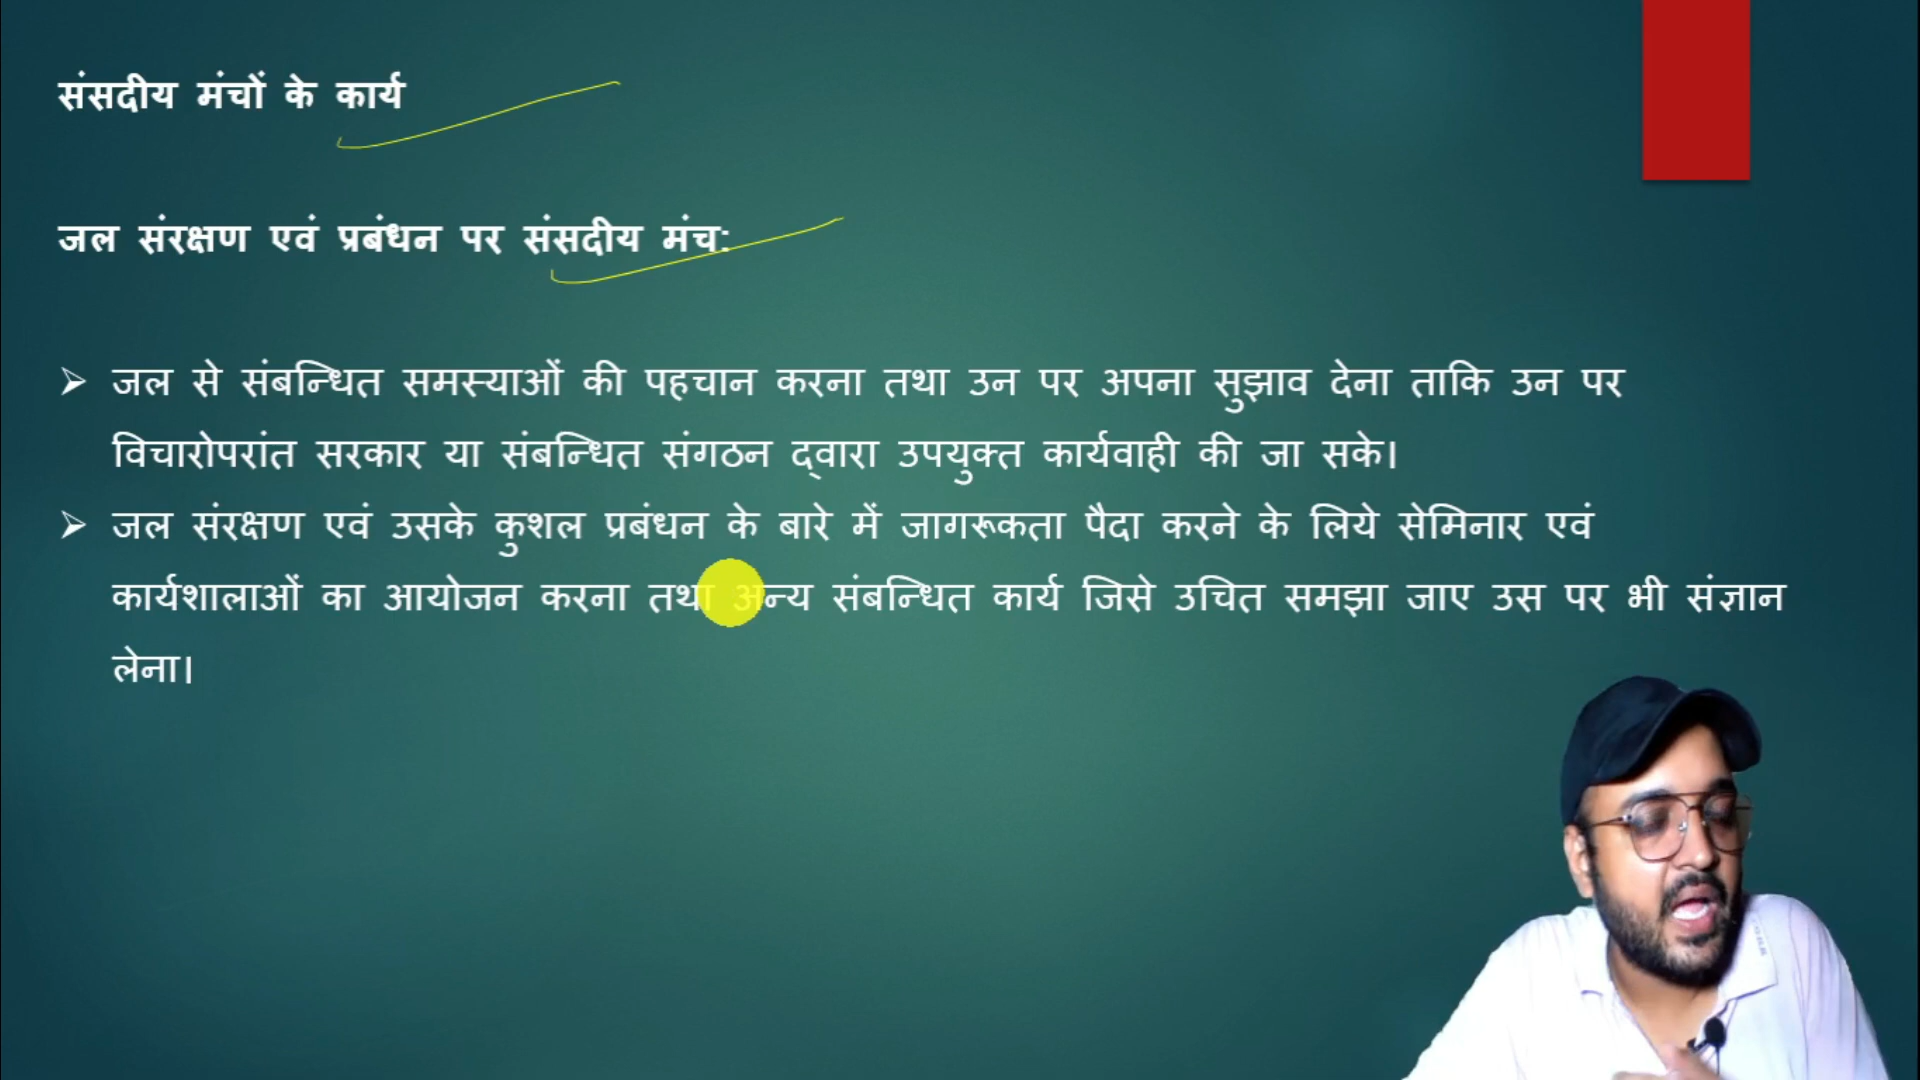 संसदीय मंचों के कार्य
जल संरक्षण एवं प्रबंधन पर संसदीय मंच:
➢ जल से संबन्धित समस्याओं की पहचान करना तथा उन पर अपना सुझाव देना ताकि उन पर
विचारोपरांत सरकार या संबन्धित संगठन द्वारा उपयुक्त कार्यवाही की जा सके।
➢ जल संरक्षण एवं उसके कुशल प्रबंधन के बारे में जागरूकता पैदा करने के लिये सेमिनार एवं
कार्यशालाओं का आयोजन करना तथा अन्य संबन्धित कार्य जिसे उचित समझा जाए उस पर भी संज्ञान
लेना।